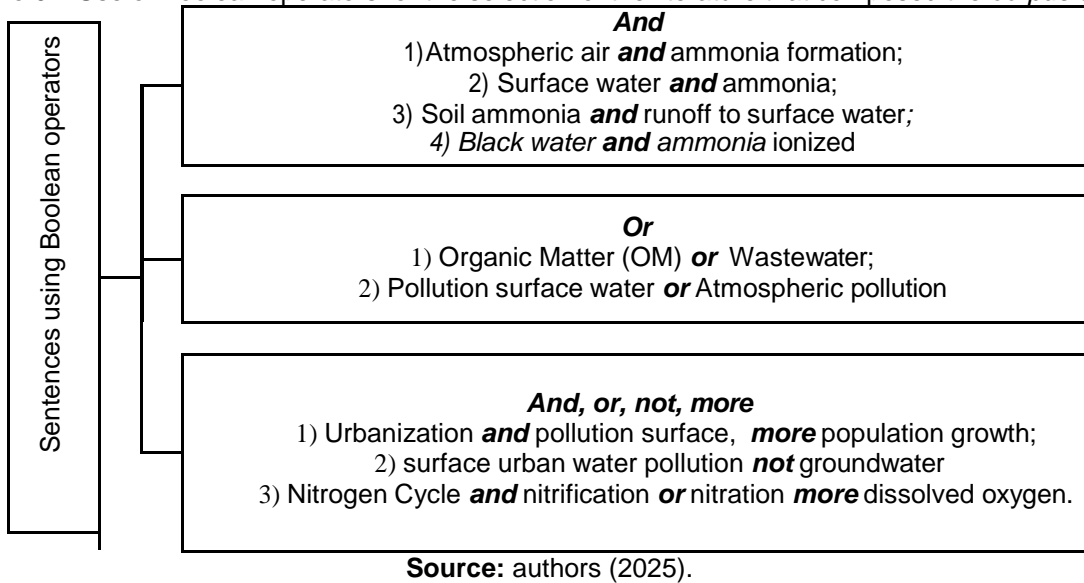 Sentences using Boolean operators
And
1) Atmospheric air and ammonia formation;
2) Surface water and ammonia;
3) Soil ammonia and runoff to surface water;
4) Black water and ammonia ionized
Or
1) Organic Matter (OM) or Wastewater;
2) Pollution surface water or Atmospheric pollution
And, or, not, more
1) Urbanization and pollution surface, more population growth;
2) surface urban water pollution not groundwater
3) Nitrogen Cycle and nitrification or nitration more dissolved oxygen.
Source: authors (2025).